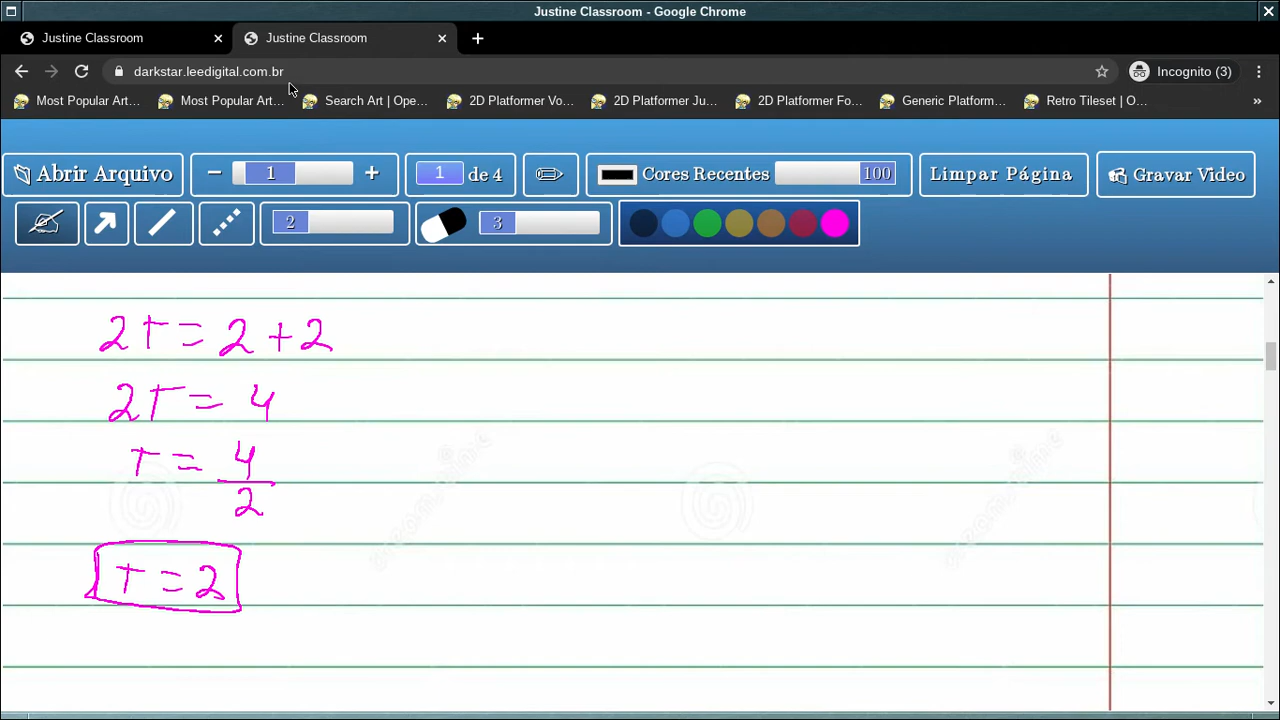 Justine Classroom - Google Chrome
Justine Classroom
Justine Classroom
darkstar.leedigital.com.br
Incognito (3)
Most Popular Art…
Most Popular Art…
Search Art | Ope…
2D Platformer Vo…
2D Platformer Ju…
2D Platformer Fo…
Generic Platform…
Retro Tileset | O…
Abrir Arquivo
1
1 de 4
Cores Recentes
100
Limpar Página
Gravar Video
2
3
2T = 2 + 2
2T = 4
T = 4
2
T = 2
dreamstime
dreamstime